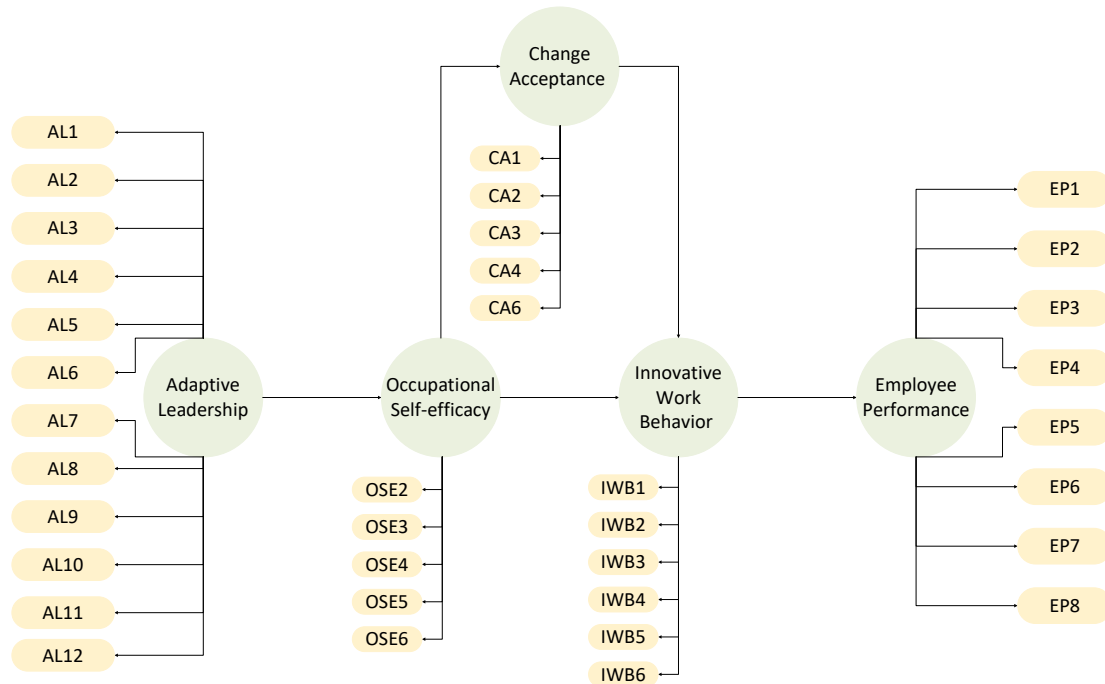 Change
Acceptance
AL1
AL2
AL3
AL4
AL5
AL6
AL7
AL8
AL9
AL10
AL11
AL12
Adaptive
Leadership
CA1
CA2
CA3
CA4
CA6
Occupational
Self-efficacy
OSE2
OSE3
OSE4
OSE5
OSE6
Innovative
Work
Behavior
IWB1
IWB2
IWB3
IWB4
IWB5
IWB6
Employee
Performance
EP1
EP2
EP3
EP4
EP5
EP6
EP7
EP8